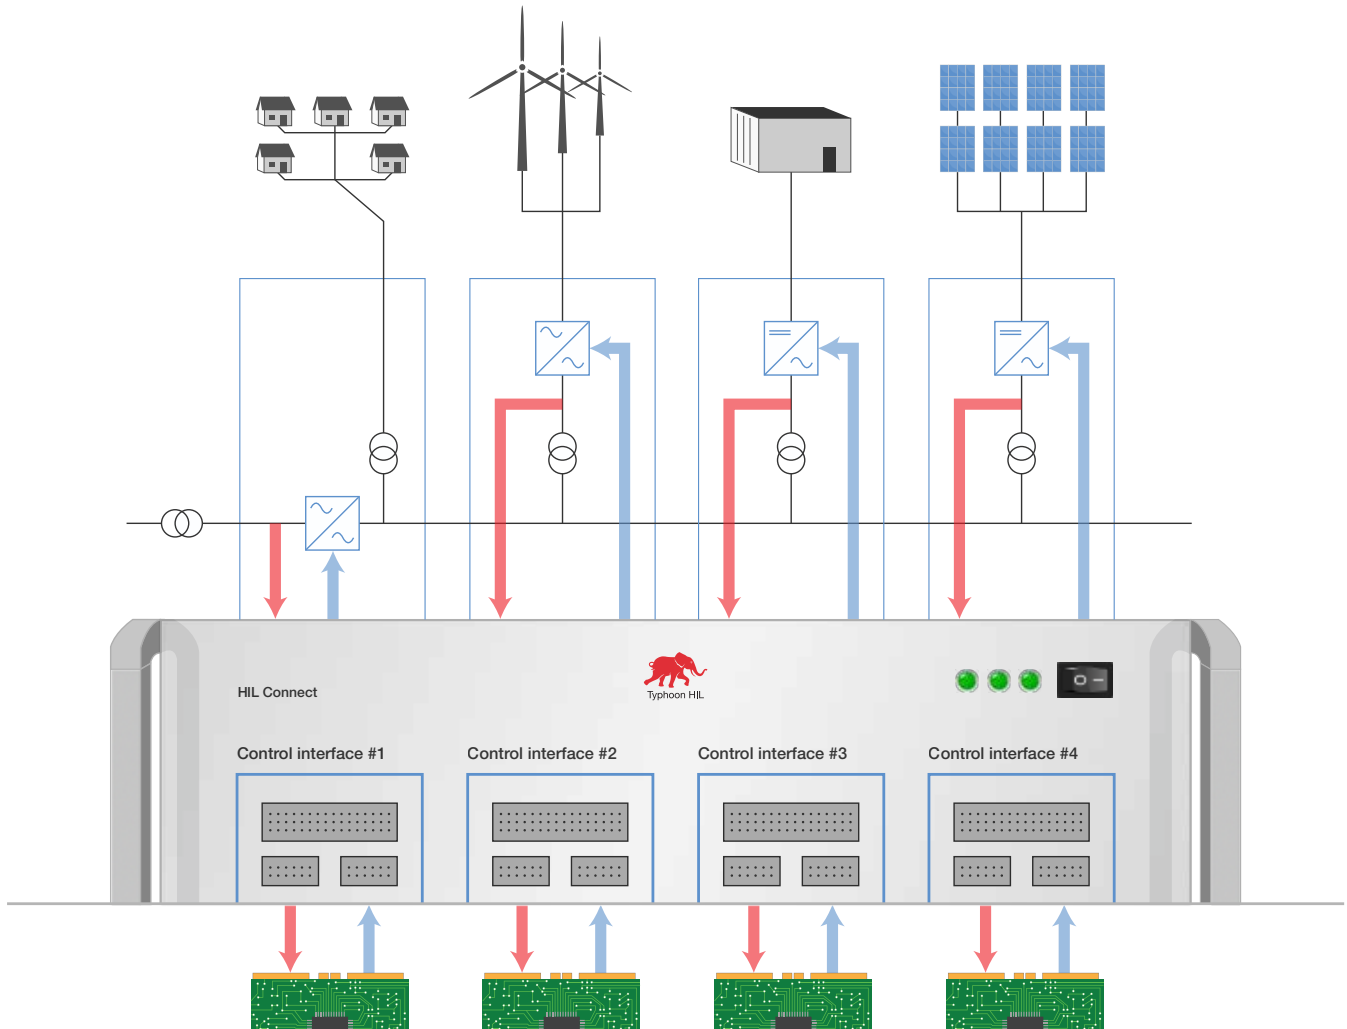 HIL Connect
Typhoon HIL
Control interface #1
Control interface #2
Control interface #3
Control interface #4